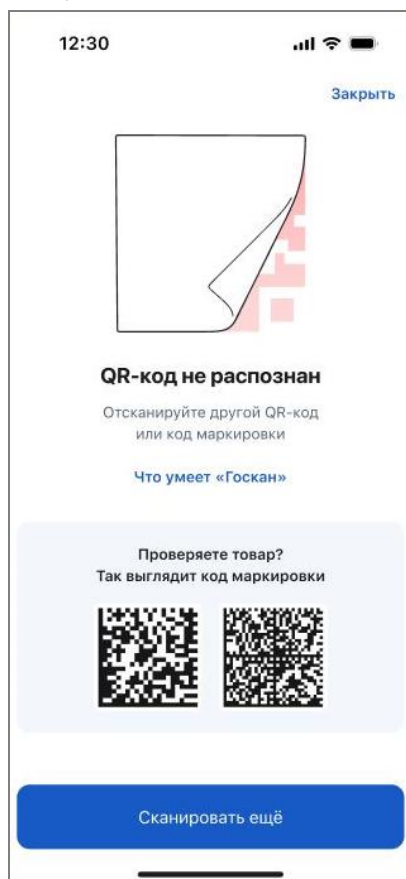 12:30
Закрыть
QR-код не распознан
Отсканируйте другой QR-код
или код маркировки
Что умеет «Госкан»
Проверяете товар?
Так выглядит код маркировки
Сканировать ещё